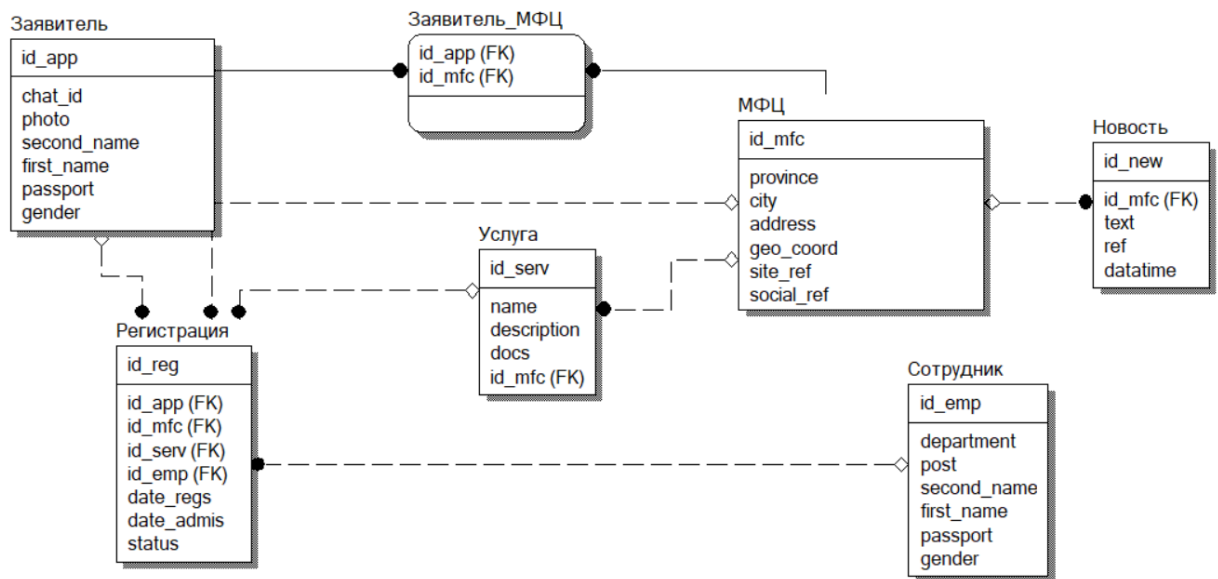 Заявитель
id_app
chat_id
photo
second_name
first_name
passport
gender
Заявитель_МФЦ
id_app (FK)
id_mfc (FK)
МФЦ
id_mfc
province
city
address
geo_coord
site_ref
social_ref
Новость
id_new
id_mfc (FK)
text
ref
datatime
Услуга
id_serv
name
description
docs
id_mfc (FK)
Регистрация
id_reg
id_app (FK)
id_mfc (FK)
id_serv (FK)
id_emp (FK)
date_regs
date_admis
status
Сотрудник
id_emp
department
post
second_name
first_name
passport
gender